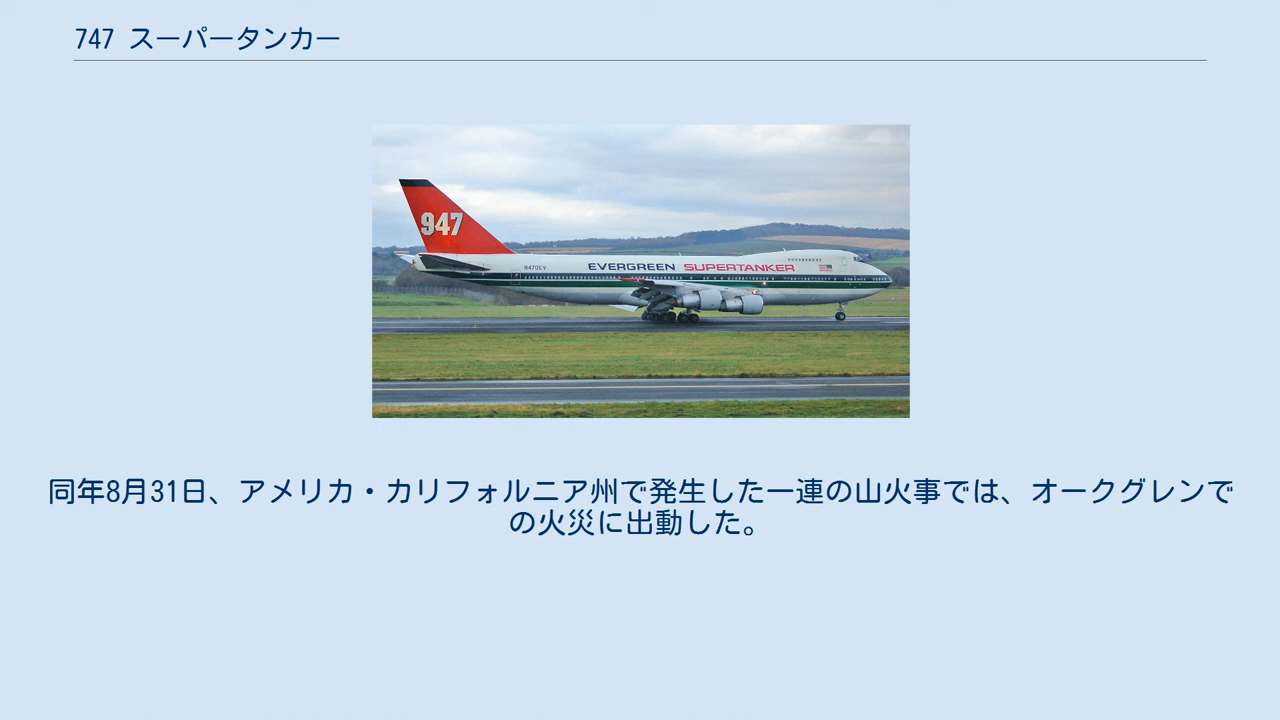 747 スーパータンカー
947
N470EV
EVERGREEN SUPERTANKER
同年8月31日、アメリカ・カリフォルニア州で発生した一連の山火事では、オークグレンで
の火災に出動した。